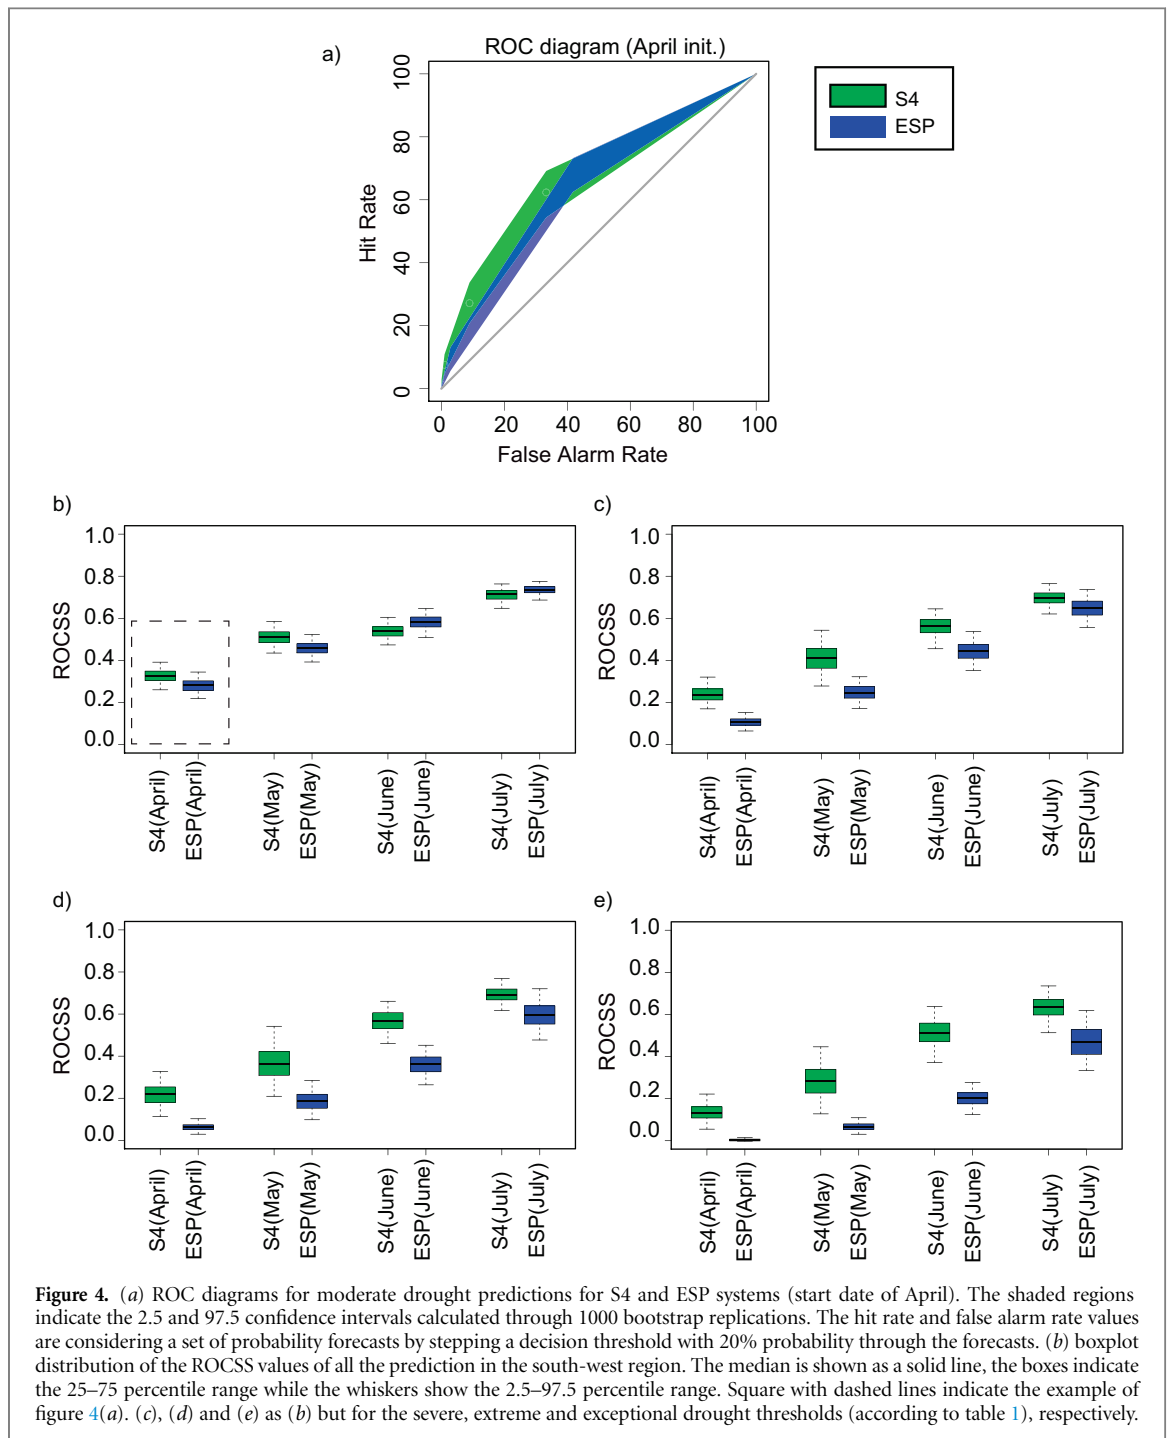 a)
ROC diagram (April init.)
S4
ESP
100
80
60
40
20
0
Hit Rate
0 20 40 60 80 100
False Alarm Rate
b)
1.0
0.8
0.6
0.4
0.2
0.0
ROCSS
S4(April)
ESP(April)
S4(May)
ESP(May)
S4(June)
ESP(June)
S4(July)
ESP(July)
c)
1.0
0.8
0.6
0.4
0.2
0.0
ROCSS
S4(April)
ESP(April)
S4(May)
ESP(May)
S4(June)
ESP(June)
S4(July)
ESP(July)
d)
1.0
0.8
0.6
0.4
0.2
0.0
ROCSS
S4(April)
ESP(April)
S4(May)
ESP(May)
S4(June)
ESP(June)
S4(July)
ESP(July)
e)
1.0
0.8
0.6
0.4
0.2
0.0
ROCSS
S4(April)
ESP(April)
S4(May)
ESP(May)
S4(June)
ESP(June)
S4(July)
ESP(July)
Figure 4. (a) ROC diagrams for moderate drought predictions for S4 and ESP systems (start date of April). The shaded regions
indicate the 2.5 and 97.5 confidence intervals calculated through 1000 bootstrap replications. The hit rate and false alarm rate values
are considering a set of probability forecasts by stepping a decision threshold with 20% probability through the forecasts. (b) boxplot
distribution of the ROCSS values of all the prediction in the south-west region. The median is shown as a solid line, the boxes indicate
the 25–75 percentile range while the whiskers show the 2.5–97.5 percentile range. Square with dashed lines indicate the example of
figure 4(a). (c), (d) and (e) as (b) but for the severe, extreme and exceptional drought thresholds (according to table 1), respectively.